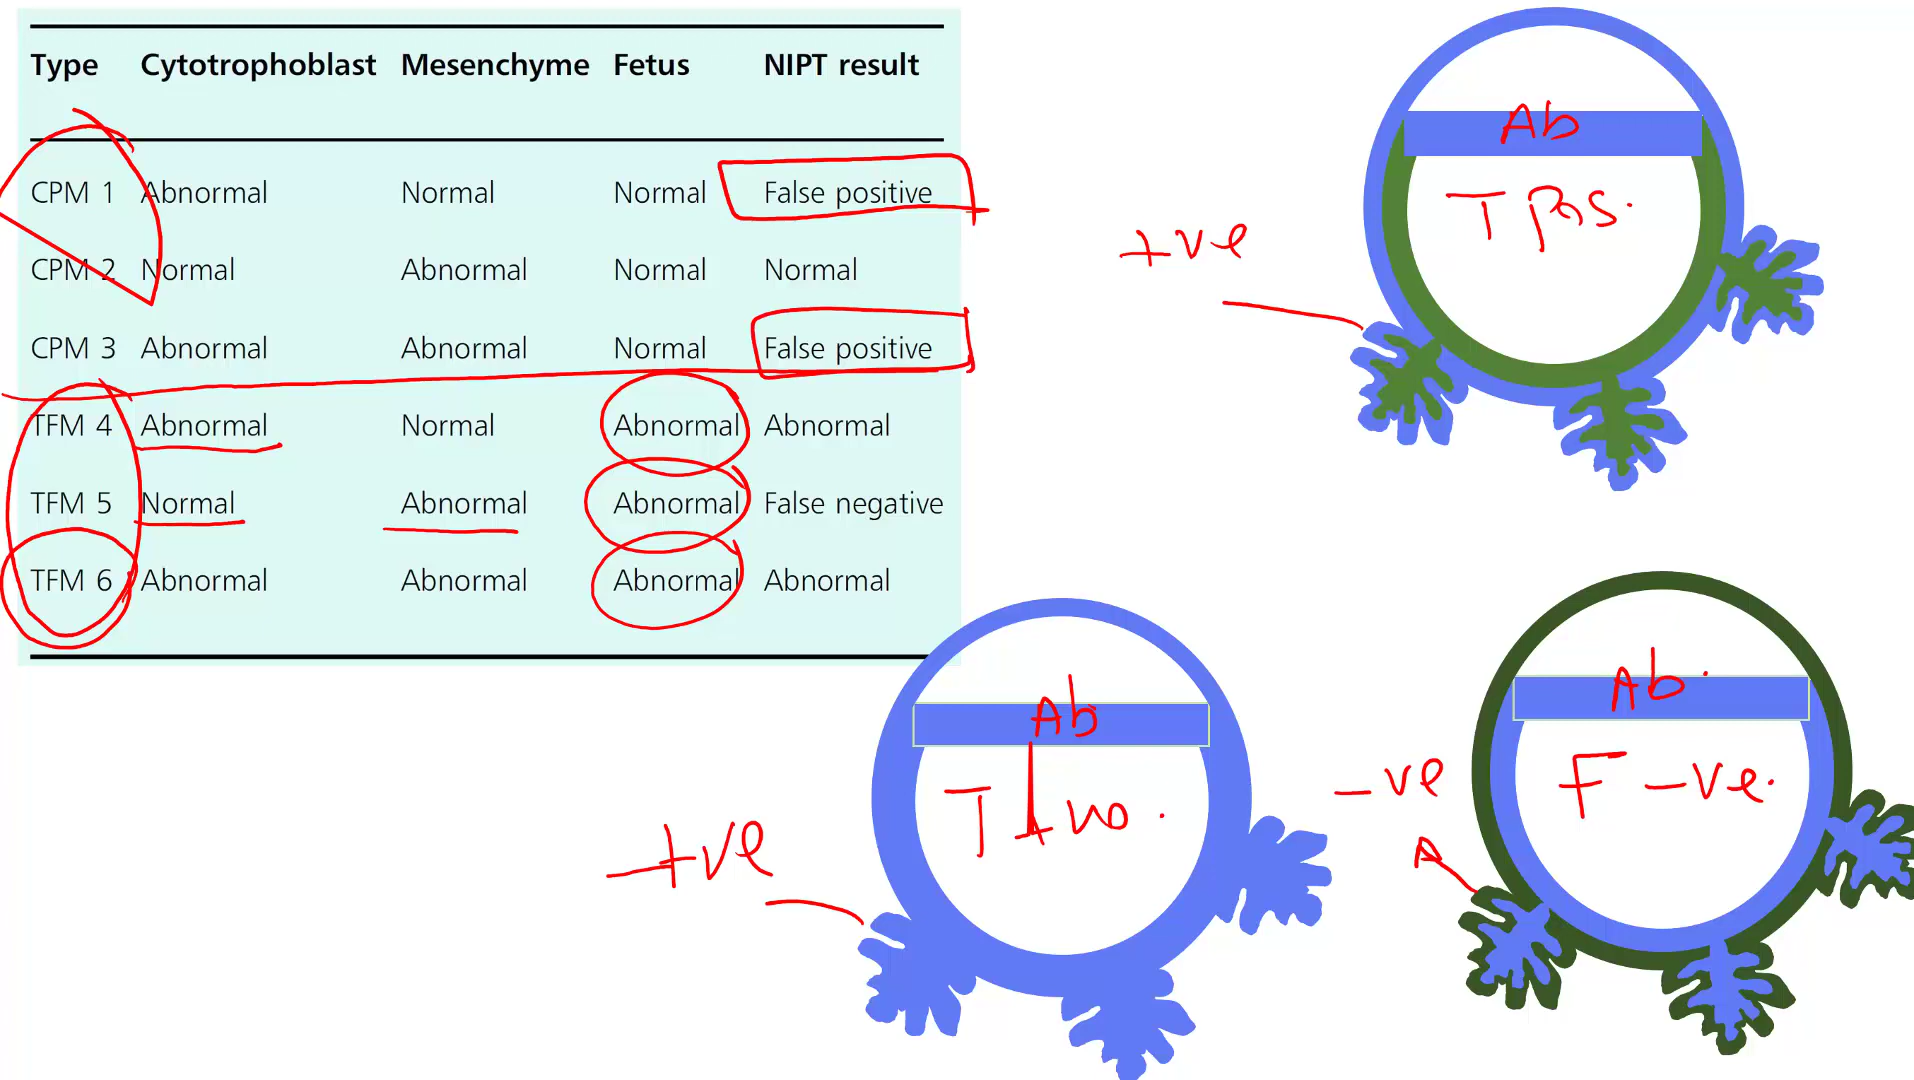 Type Cytotrophoblast Mesenchyme Fetus NIPT result
CPM 1 Abnormal Normal Normal False positive
CPM 2 Normal Abnormal Normal Normal
CPM 3 Abnormal Abnormal Normal False positive
TFM 4 Abnormal Normal Abnormal Abnormal
TFM 5 Normal Abnormal Abnormal False negative
TFM 6 Abnormal Abnormal Abnormal Abnormal
Ab
T Pos.
+ve
Ab
T +ve.
+ve
Ab.
F -ve.
-ve